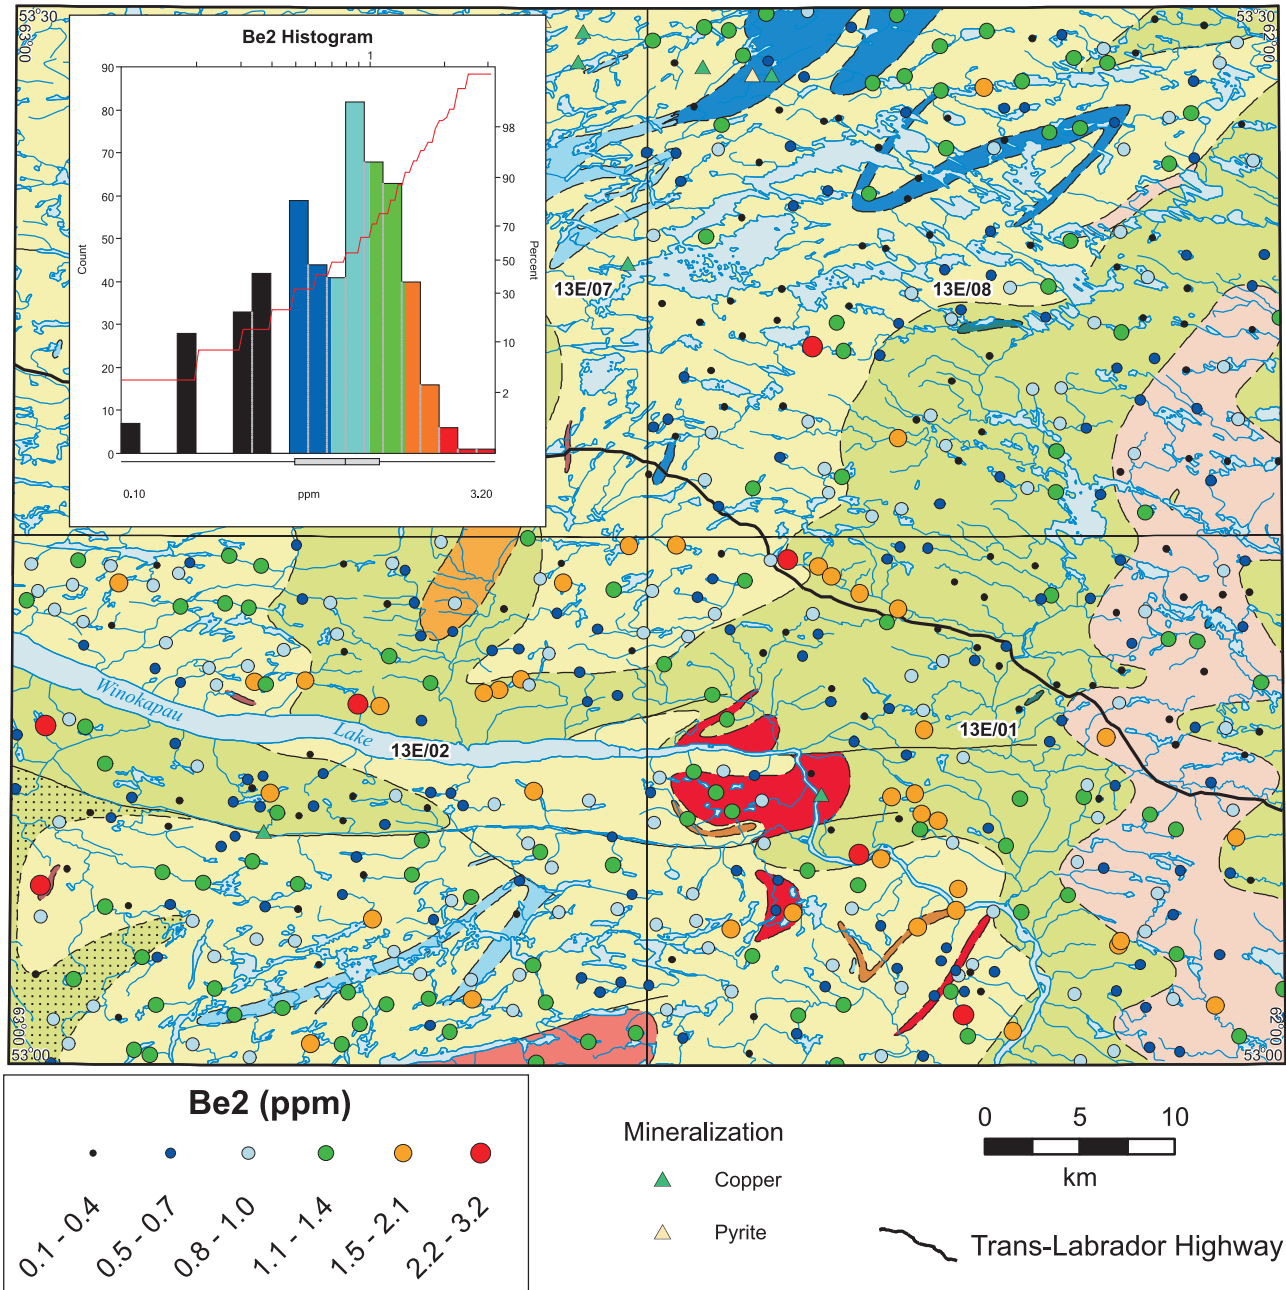 53°30'
63°00'
53°30'
62°00'
Be2 Histogram
1
90
80
70
60
50
40
30
20
10
0
Count
98
90
70
50
30
10
2
Percent
0.10
ppm
3.20
13E/07
13E/08
Winokapau
Lake
13E/02
13E/01
63°00'
53°00'
62°00'
53°00'
Be2 (ppm)
0.1 - 0.4
0.5 - 0.7
0.8 - 1.0
1.1 - 1.4
1.5 - 2.1
2.2 - 3.2
Mineralization
Copper
Pyrite
0 5 10
km
Trans-Labrador Highway